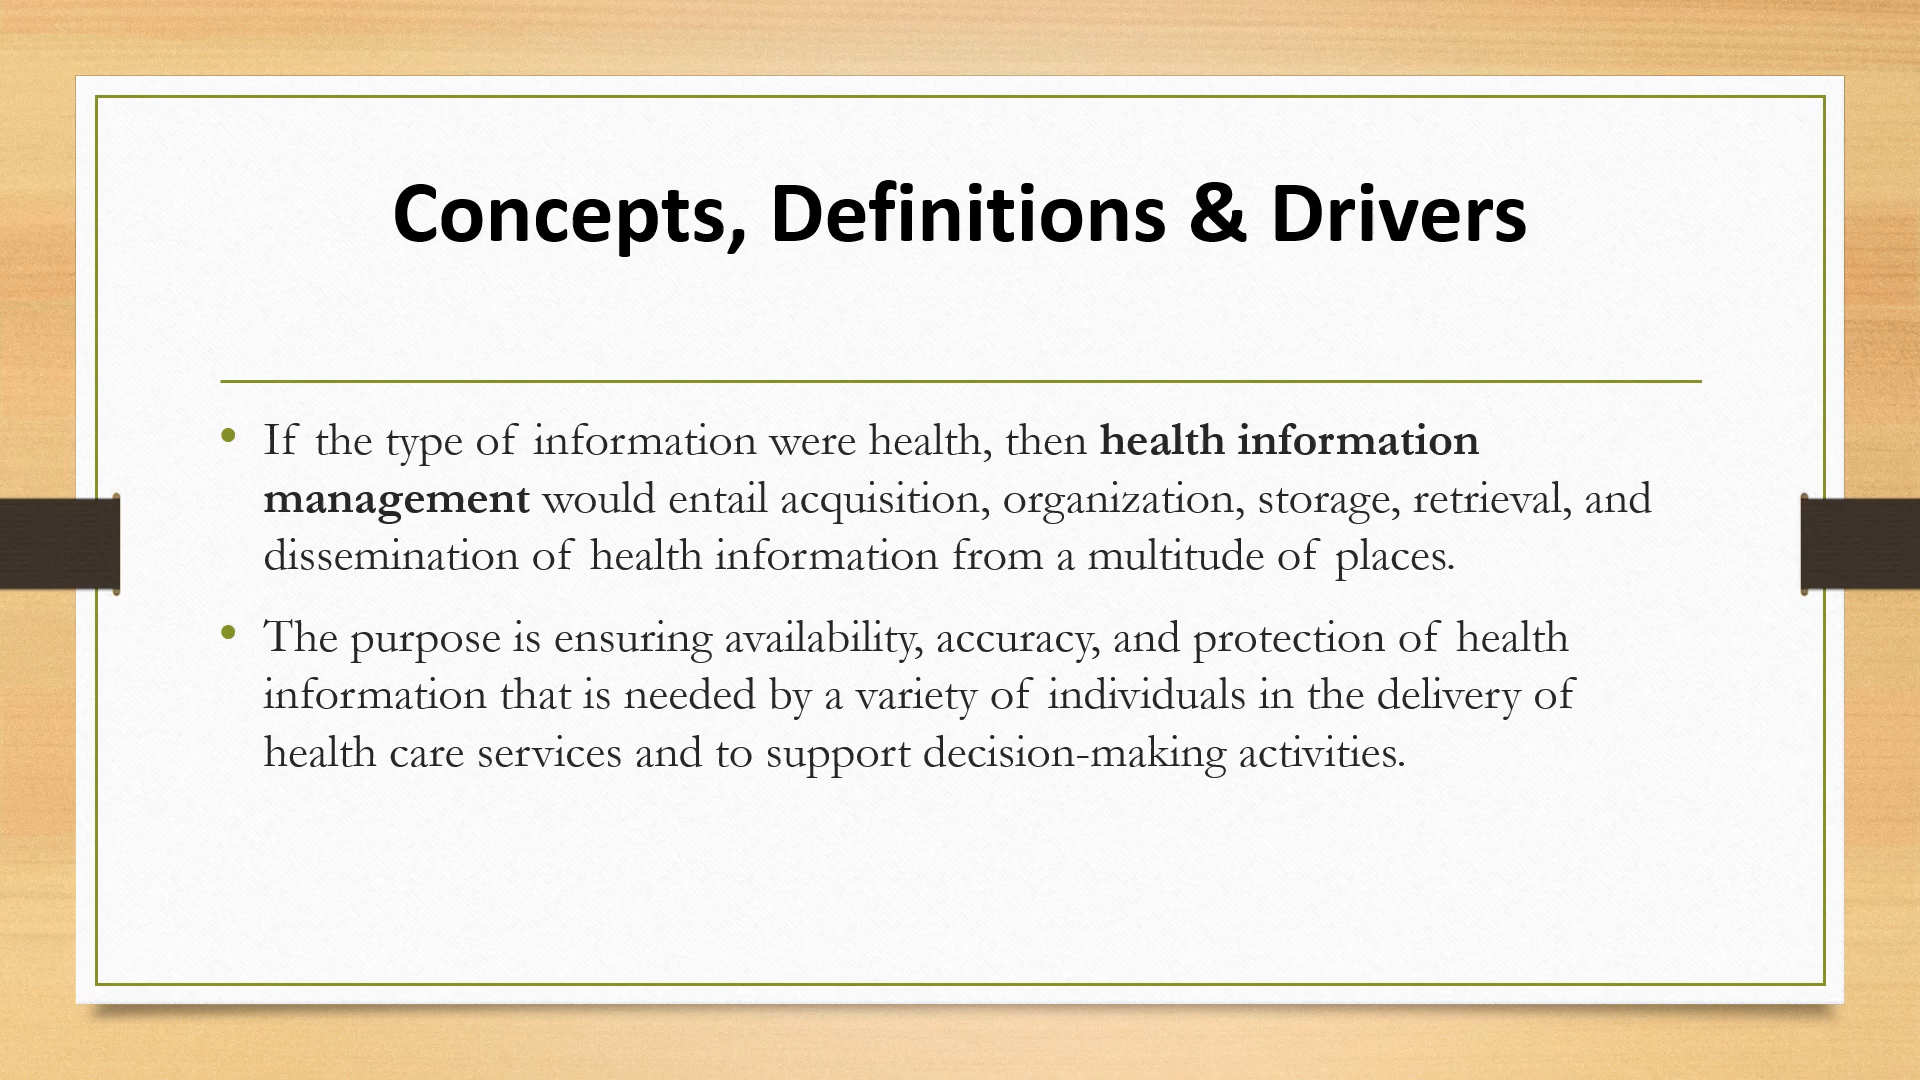 Concepts, Definitions & Drivers
• If the type of information were health, then health information
management would entail acquisition, organization, storage, retrieval, and
dissemination of health information from a multitude of places.
• The purpose is ensuring availability, accuracy, and protection of health
information that is needed by a variety of individuals in the delivery of
health care services and to support decision-making activities.